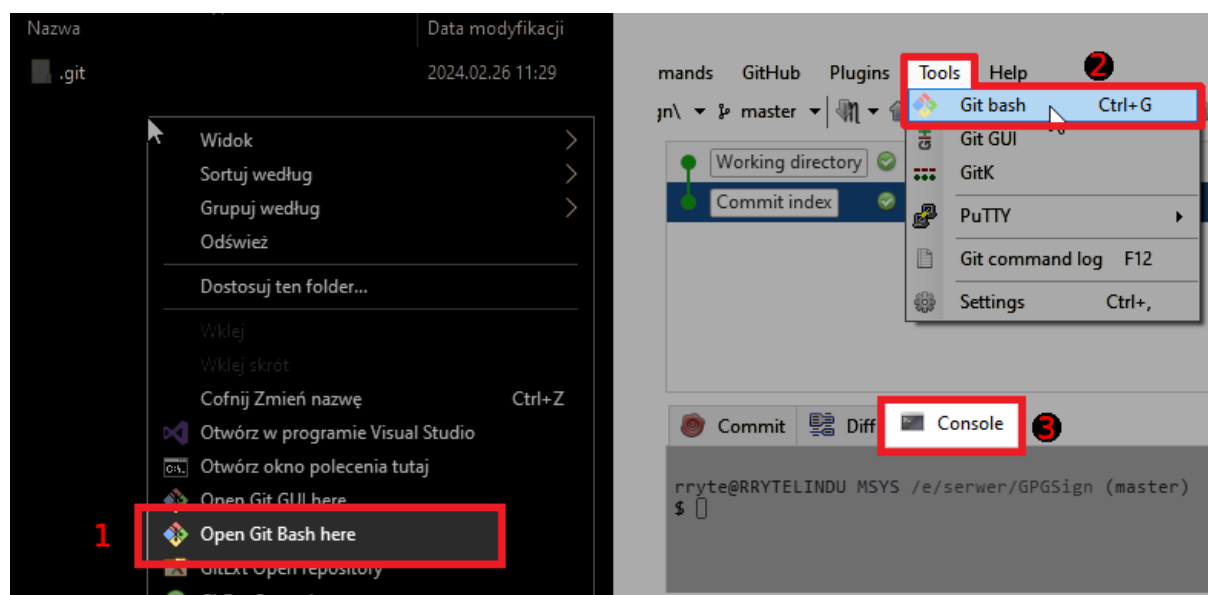 Nazwa Data modyfikacji
.git 2024.02.26 11:29
Widok
Sortuj według
Grupuj według
Odśwież
Dostosuj ten folder...
Wklej
Wklej skrót
Cofnij Zmień nazwę Ctrl+Z
Otwórz w programie Visual Studio
Otwórz okno polecenia tutaj
Open Git GUI here
1 Open Git Bash here
GitExt Open repository
mands GitHub Plugins Tools Help 2
gn\ master Git bash Ctrl+G
Git GUI
Working directory
GitK
Commit index
PuTTY
Git command log F12
Settings Ctrl+,
Commit Diff Console 3
rryte@RRYTELINDU MSYS /e/serwer/GPGSign (master)
$